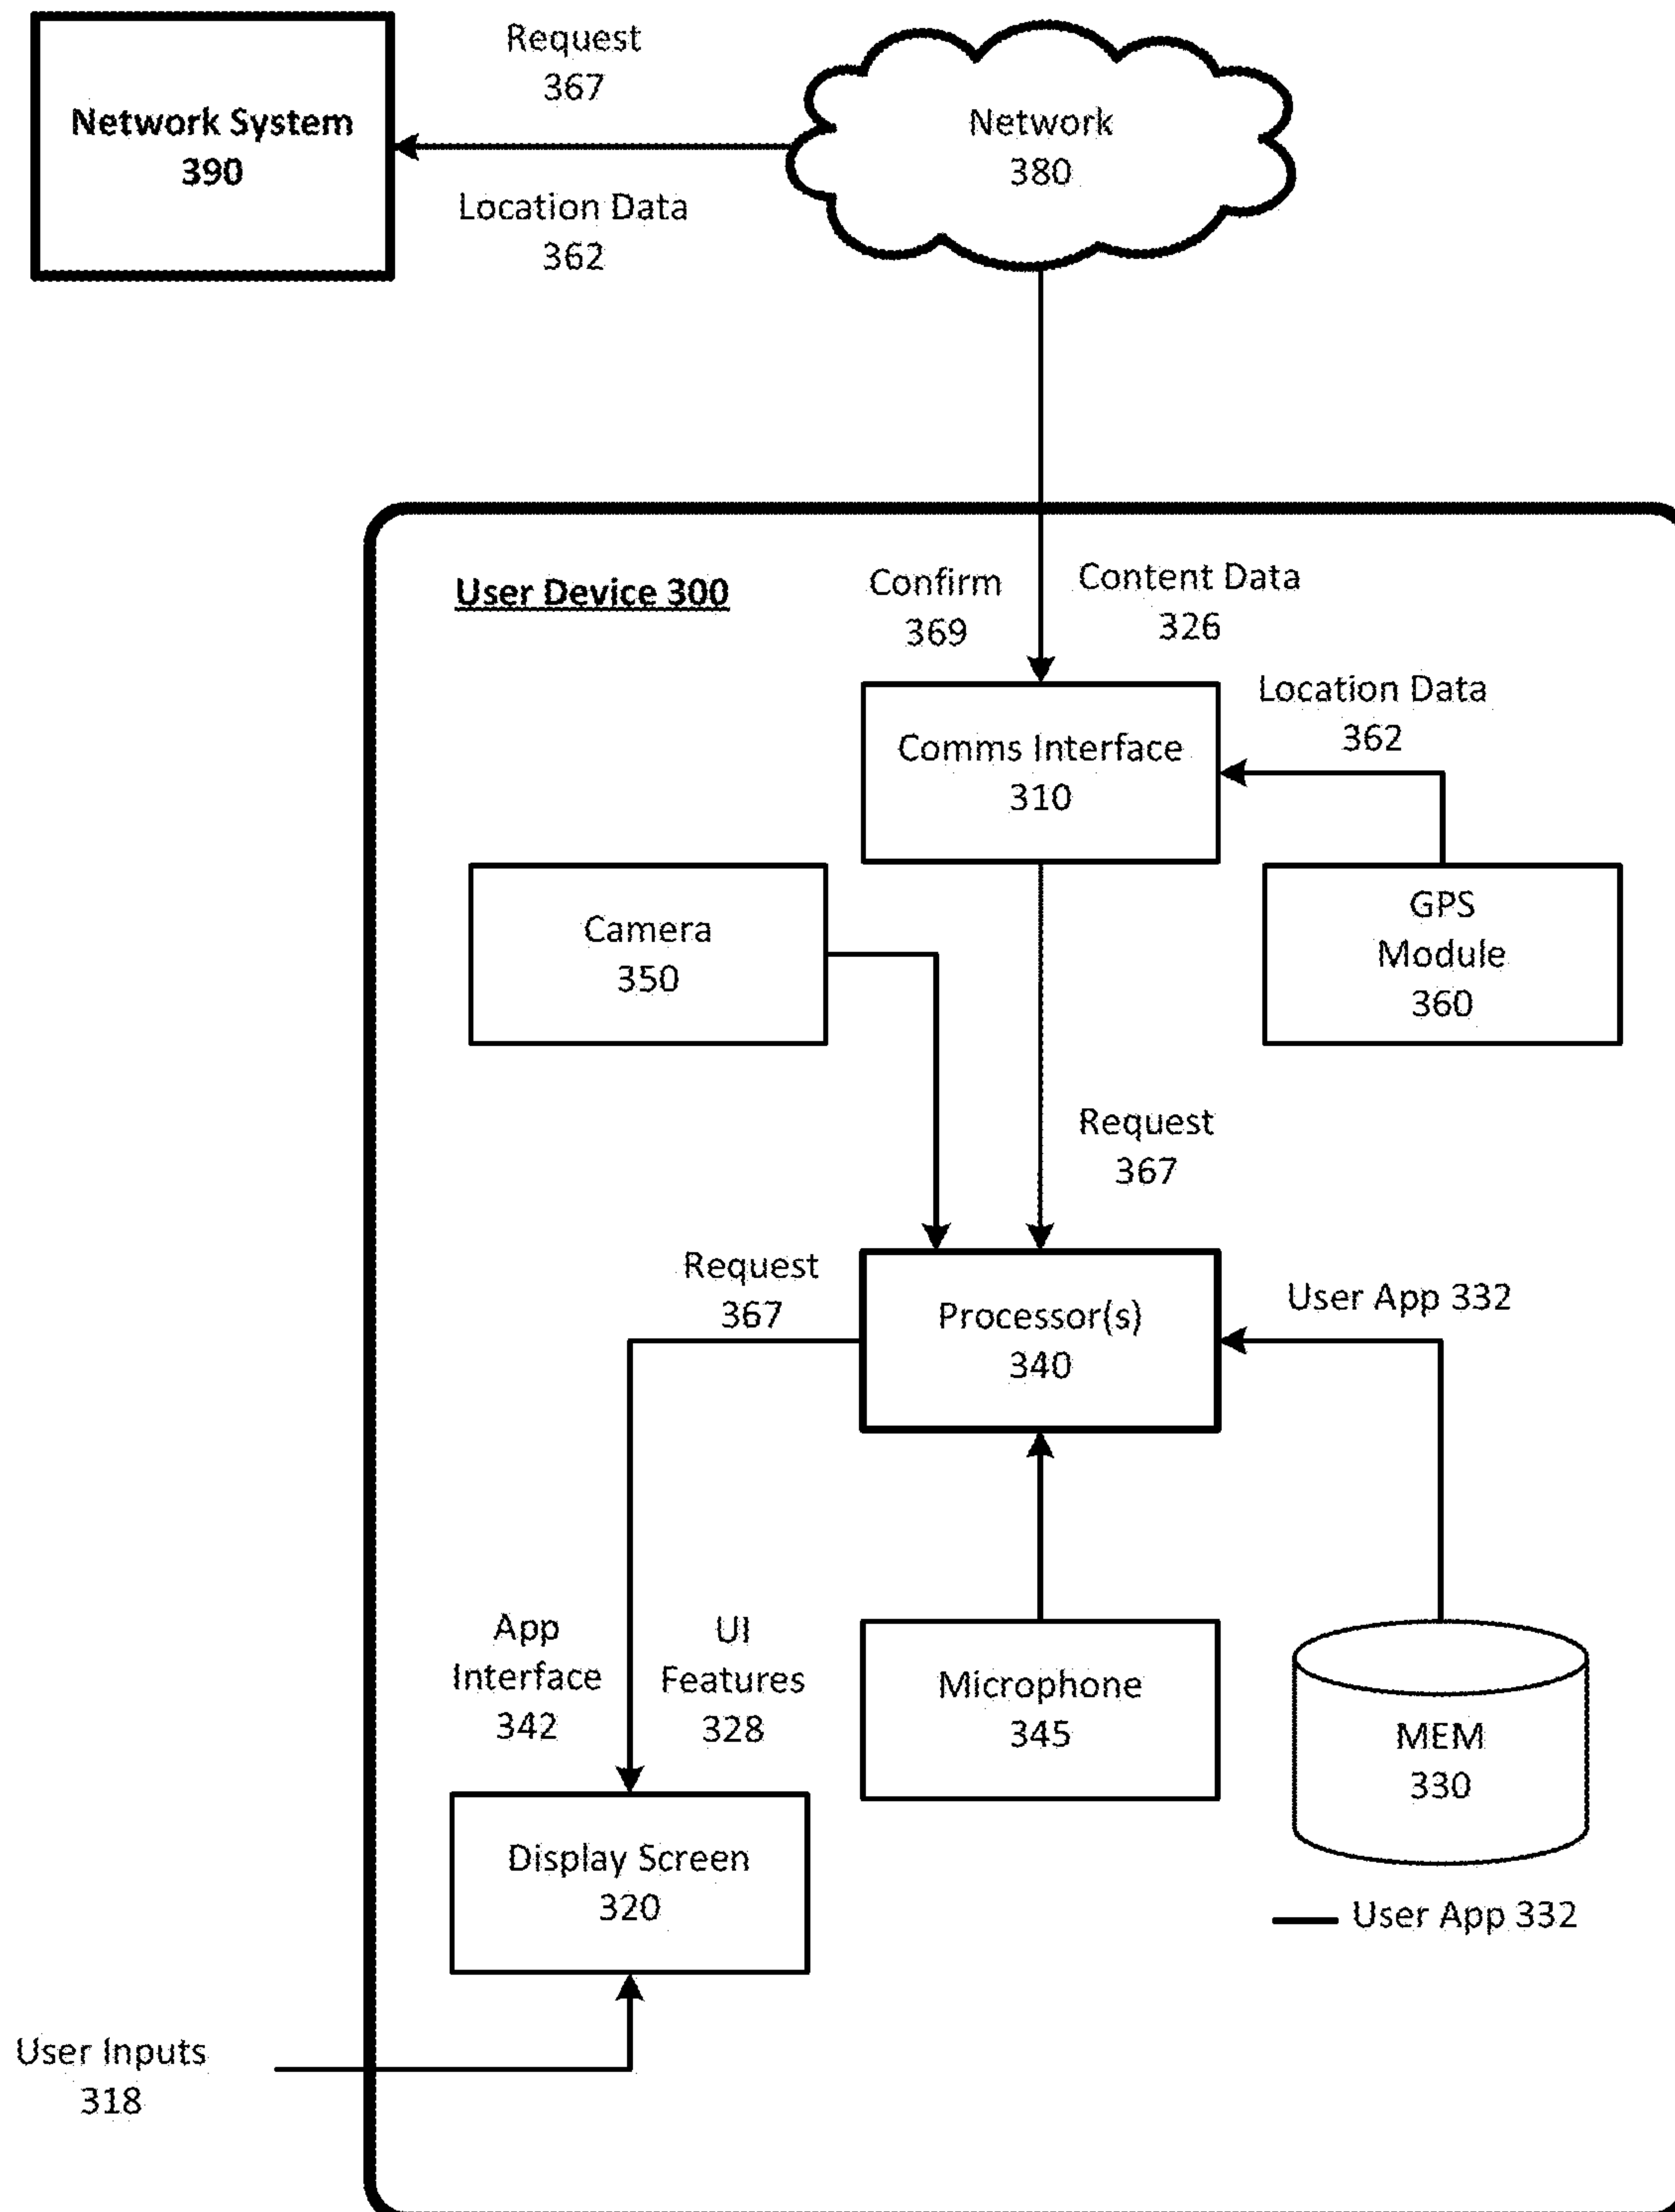 Request
367
Network System
390
Network
380
Location Data
362
User Device 300
Confirm
369
Content Data
326
Location Data
362
Comms Interface
310
Camera
350
GPS
Module
360
Request
367
Request
367
Processor(s)
340
User App 332
App
Interface
342
UI
Features
328
Microphone
345
MEM
330
Display Screen
320
User App 332
User Inputs
318